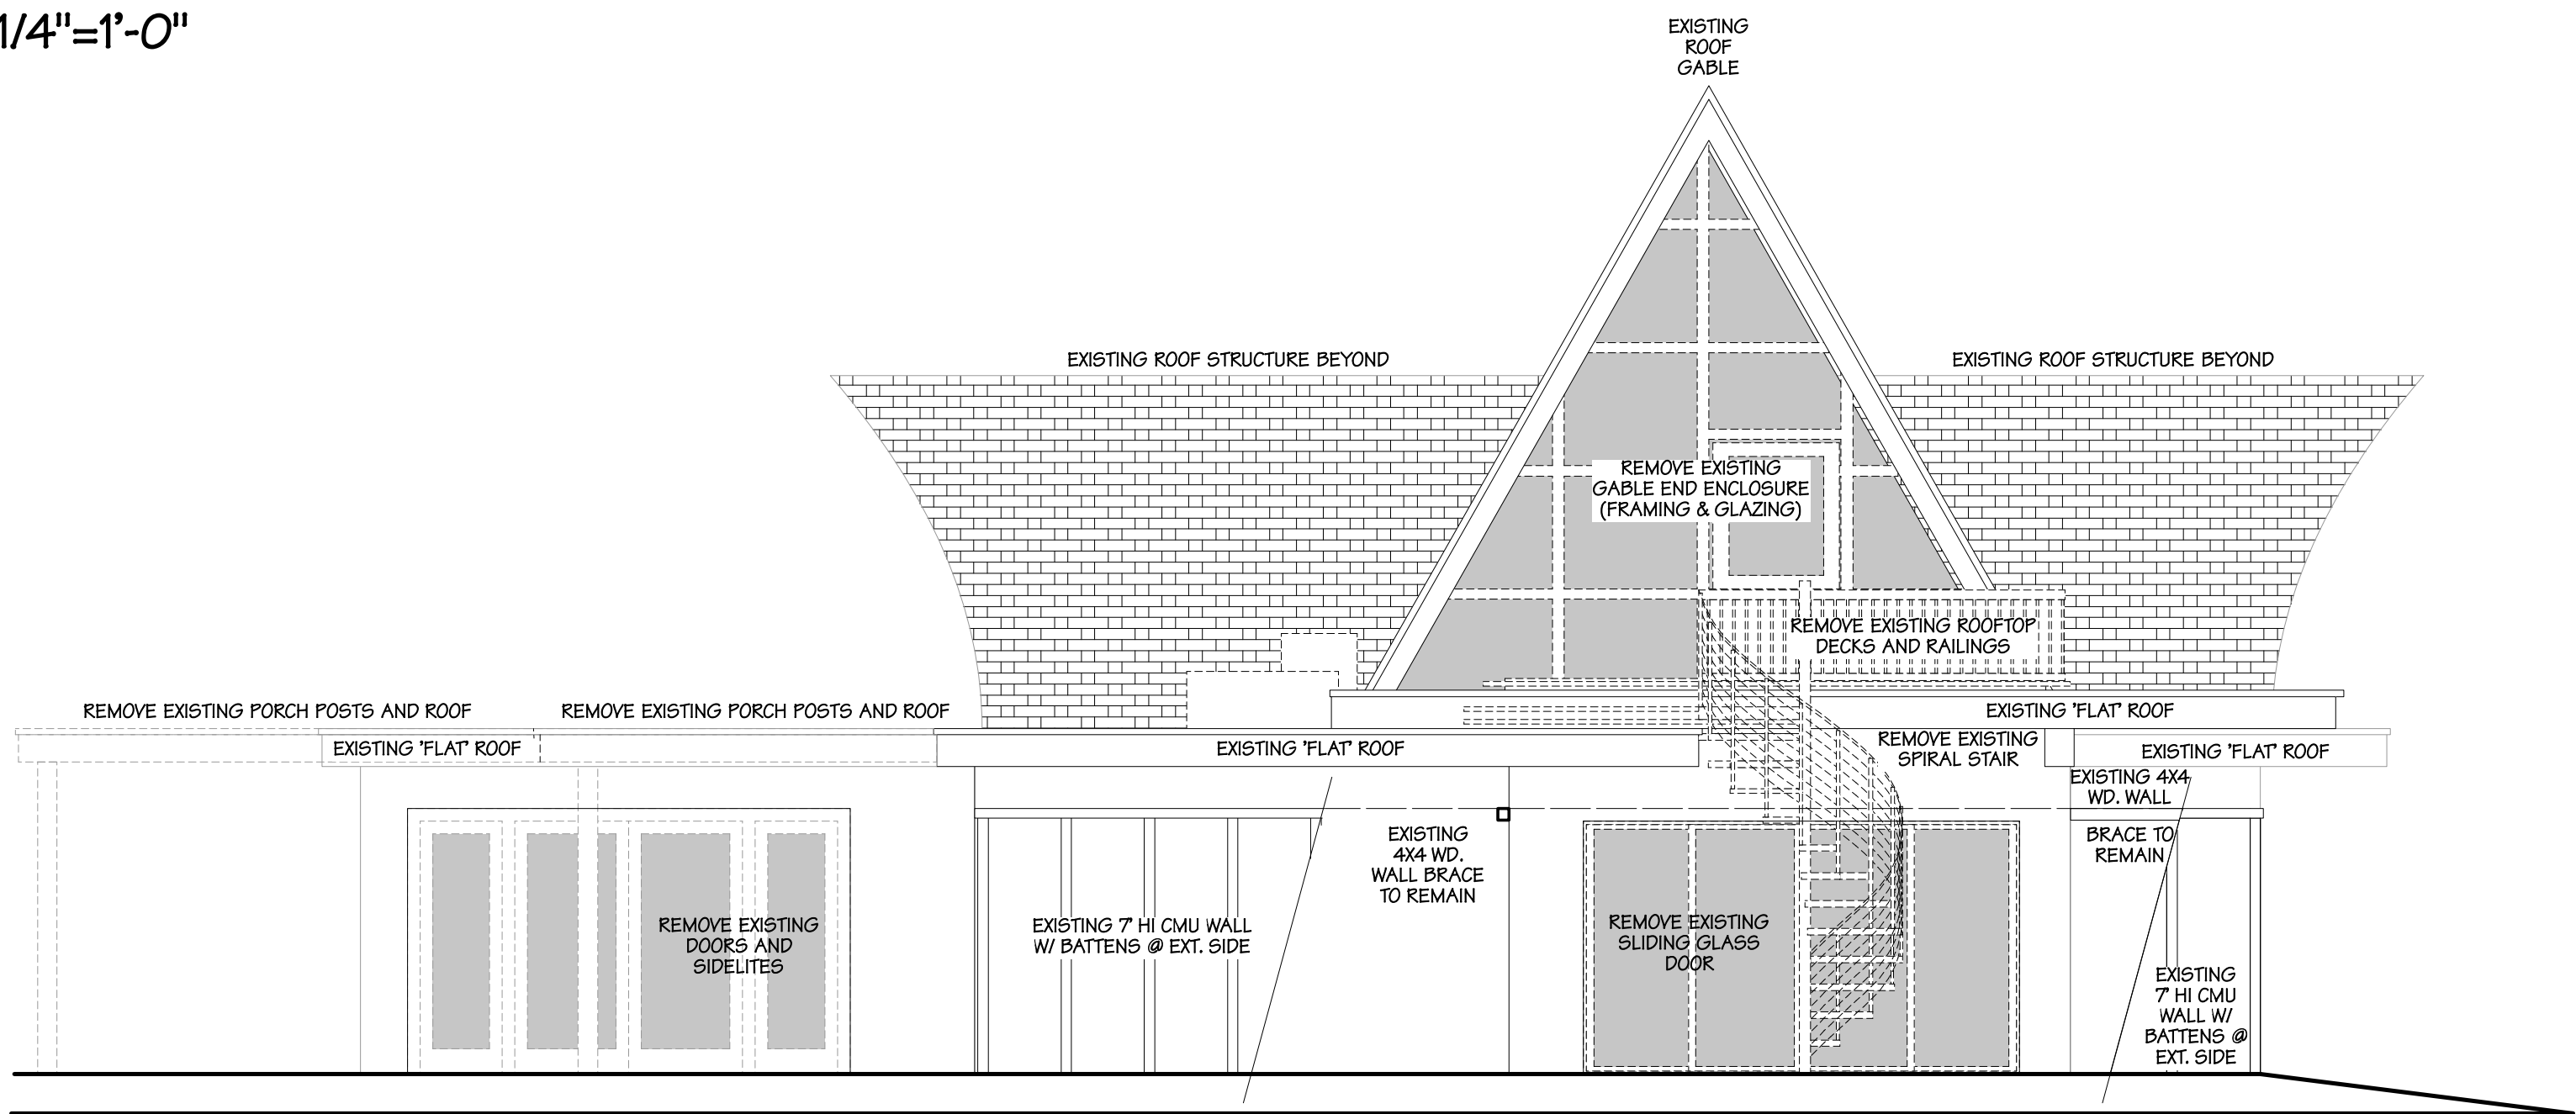 1/4"=1'-0"
EXISTING
ROOF
GABLE
EXISTING ROOF STRUCTURE BEYOND
EXISTING ROOF STRUCTURE BEYOND
REMOVE EXISTING
GABLE END ENCLOSURE
(FRAMING & GLAZING)
REMOVE EXISTING ROOFTOP
DECKS AND RAILINGS
REMOVE EXISTING PORCH POSTS AND ROOF
REMOVE EXISTING PORCH POSTS AND ROOF
EXISTING 'FLAT' ROOF
EXISTING 'FLAT' ROOF
EXISTING 'FLAT' ROOF
REMOVE EXISTING
SPIRAL STAIR
EXISTING 'FLAT' ROOF
EXISTING 4X4
WD. WALL
BRACE TO
REMAIN
EXISTING
4X4 WD.
WALL BRACE
TO REMAIN
REMOVE EXISTING
DOORS AND
SIDELITES
EXISTING 7' HI CMU WALL
W/ BATTENS @ EXT. SIDE
REMOVE EXISTING
SLIDING GLASS
DOOR
EXISTING
7' HI CMU
WALL W/
BATTENS @
EXT. SIDE